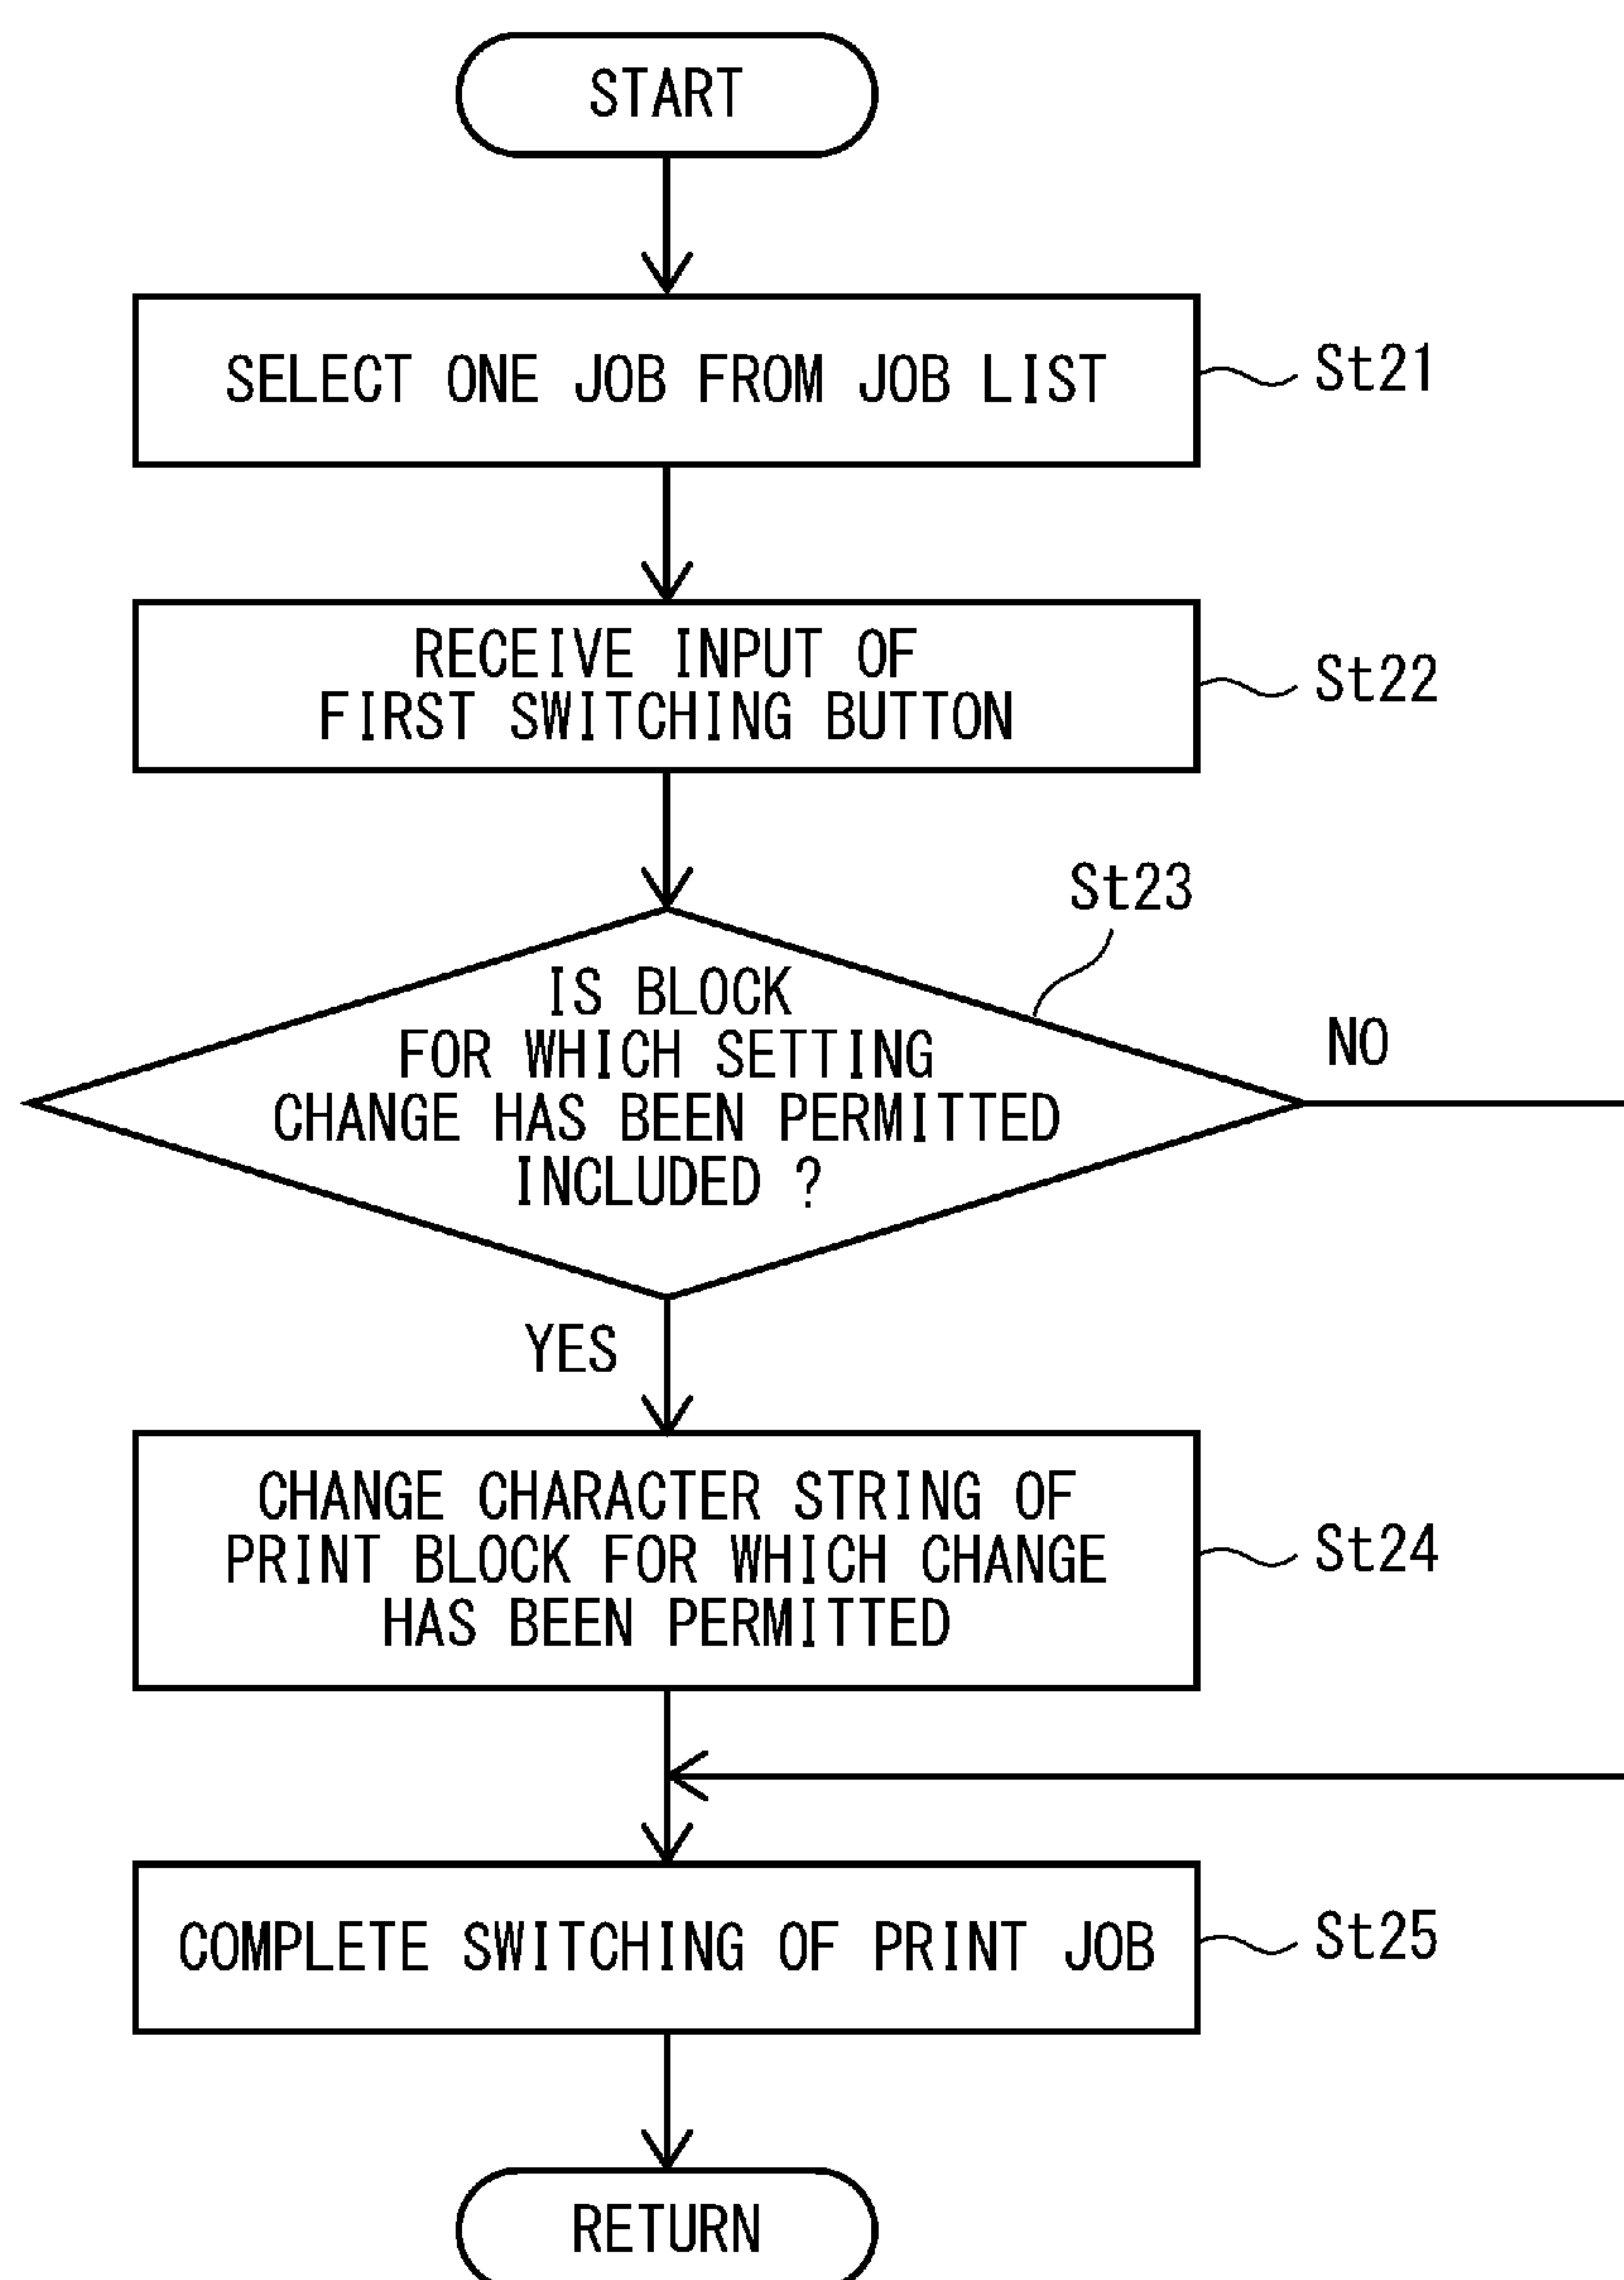 START
SELECT ONE JOB FROM JOB LIST
St21
RECEIVE INPUT OF
FIRST SWITCHING BUTTON
St22
St23
IS BLOCK
FOR WHICH SETTING
CHANGE HAS BEEN PERMITTED
INCLUDED ?
NO
YES
CHANGE CHARACTER STRING OF
PRINT BLOCK FOR WHICH CHANGE
HAS BEEN PERMITTED
St24
COMPLETE SWITCHING OF PRINT JOB
St25
RETURN